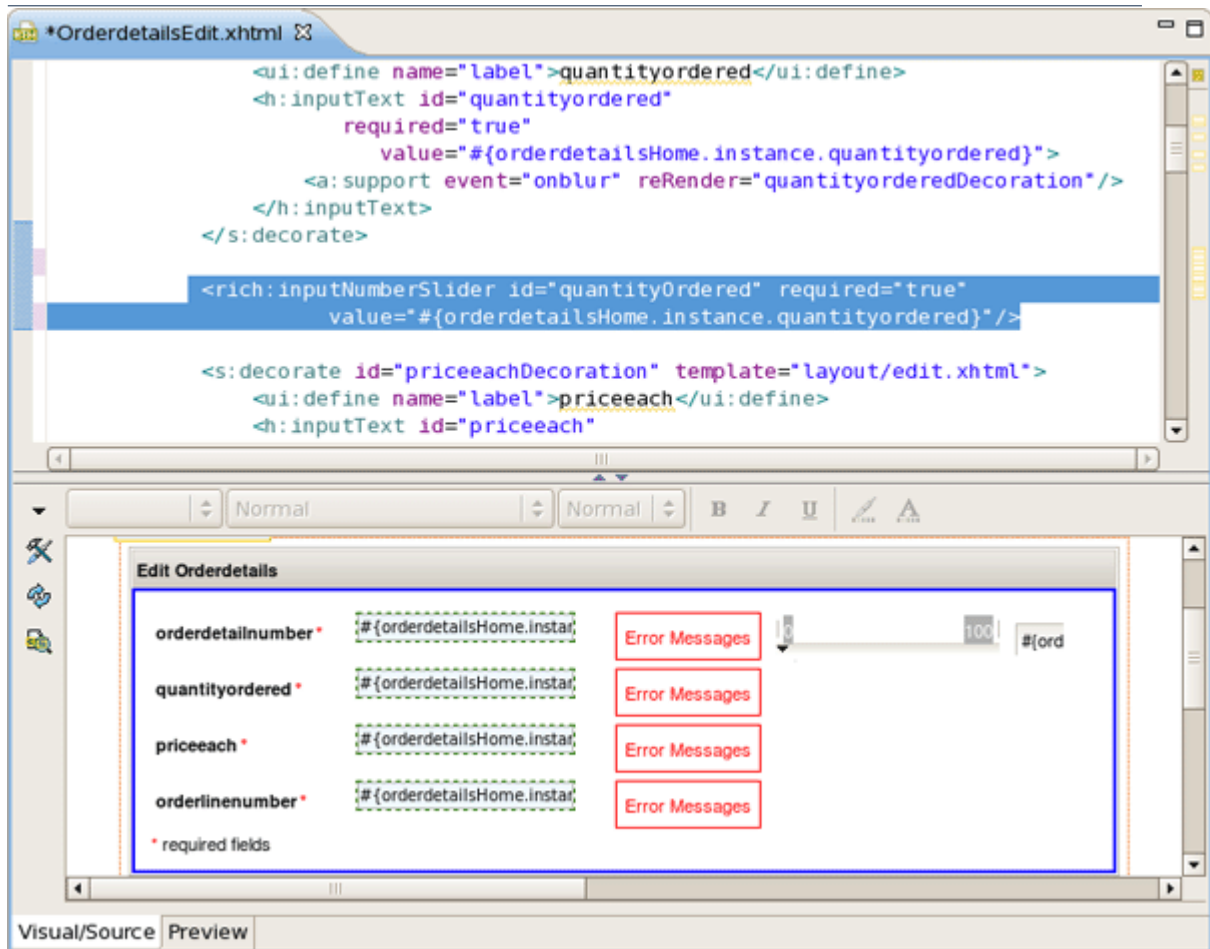 *OrderdetailsEdit.xhtml
<ui:define name="label">quantityordered</ui:define>
<h:inputText id="quantityordered"
required="true"
value="#{orderdetailsHome.instance.quantityordered}">
<a:support event="onblur" reRender="quantityorderedDecoration"/>
</h:inputText>
</s:decorate>
<rich:inputNumberSlider id="quantityOrdered" required="true"
value="#{orderdetailsHome.instance.quantityordered}"/>
<s:decorate id="priceeachDecoration" template="layout/edit.xhtml">
<ui:define name="label">priceeach</ui:define>
<h:inputText id="priceeach"
Normal Normal B I U A
Edit Orderdetails
orderdetailnumber* #{orderdetailsHome.instan Error Messages 0 100 #{ord
quantityordered* #{orderdetailsHome.instan Error Messages
priceeach* #{orderdetailsHome.instan Error Messages
orderlinenumber* #{orderdetailsHome.instan Error Messages
* required fields
Visual/Source Preview